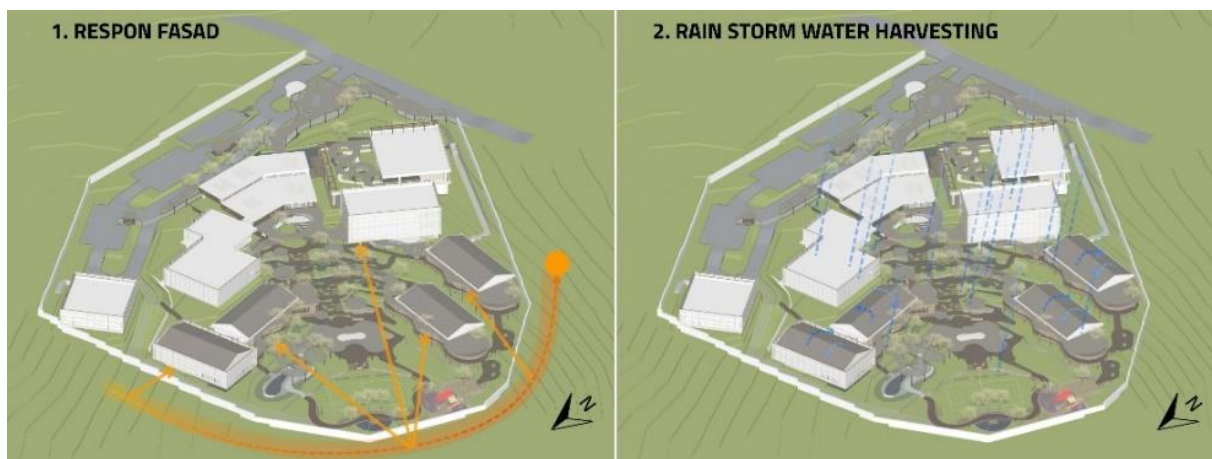 1. RESPON FASAD
2. RAIN STORM WATER HARVESTING
N
N